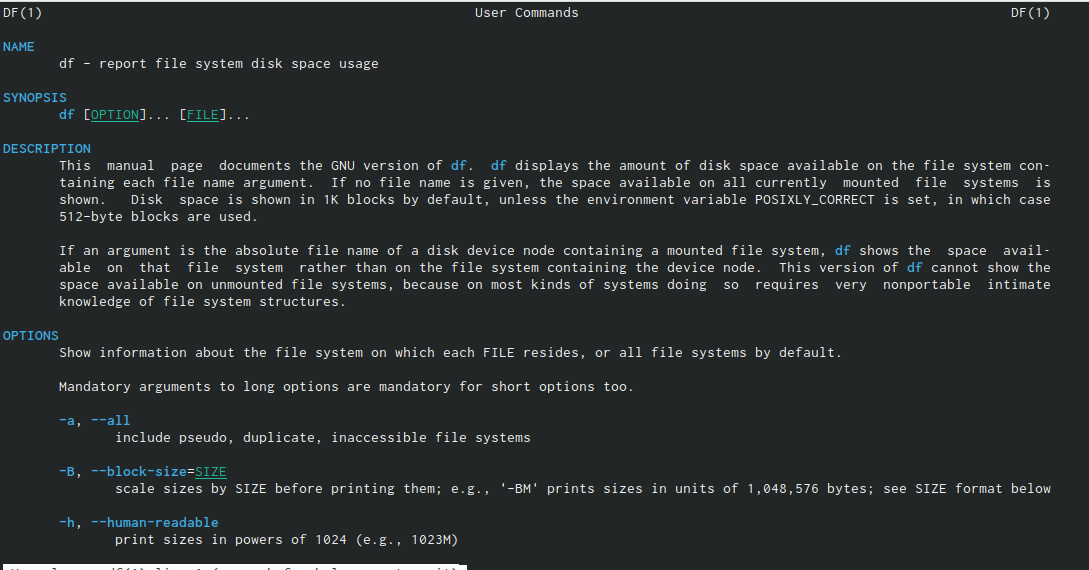 DF(1) User Commands DF(1)
NAME
df - report file system disk space usage
SYNOPSIS
df [OPTION]... [FILE]...
DESCRIPTION
This manual page documents the GNU version of df. df displays the amount of disk space available on the file system con-
taining each file name argument. If no file name is given, the space available on all currently mounted file systems is
shown. Disk space is shown in 1K blocks by default, unless the environment variable POSIXLY_CORRECT is set, in which case
512-byte blocks are used.
If an argument is the absolute file name of a disk device node containing a mounted file system, df shows the space avail-
able on that file system rather than on the file system containing the device node. This version of df cannot show the
space available on unmounted file systems, because on most kinds of systems doing so requires very nonportable intimate
knowledge of file system structures.
OPTIONS
Show information about the file system on which each FILE resides, or all file systems by default.
Mandatory arguments to long options are mandatory for short options too.
-a, --all
include pseudo, duplicate, inaccessible file systems
-B, --block-size=SIZE
scale sizes by SIZE before printing them; e.g., '-BM' prints sizes in units of 1,048,576 bytes; see SIZE format below
-h, --human-readable
print sizes in powers of 1024 (e.g., 1023M)